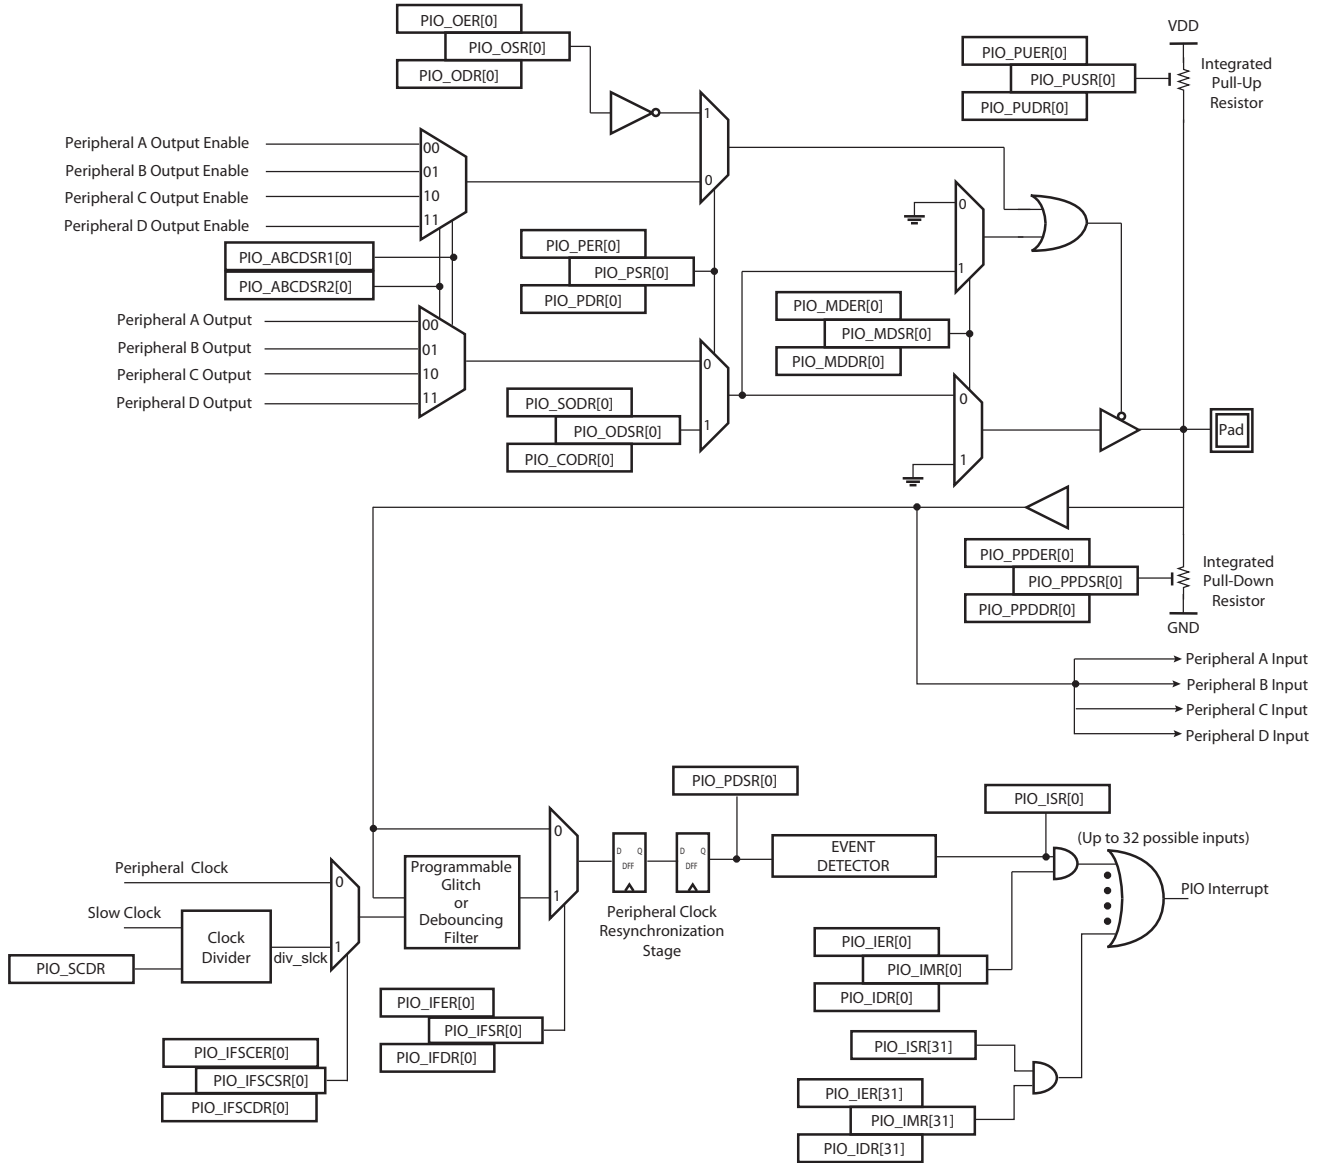 PIO_OER[0]
PIO_OSR[0]
PIO_ODR[0]
PIO_PUER[0]
PIO_PUSR[0]
PIO_PUDR[0]
VDD
Integrated
Pull-Up
Resistor
1
0
Peripheral A Output Enable
Peripheral B Output Enable
Peripheral C Output Enable
Peripheral D Output Enable
00
01
10
11
PIO_ABCDSR1[0]
PIO_ABCDSR2[0]
PIO_PER[0]
PIO_PSR[0]
PIO_PDR[0]
0
1
PIO_MDER[0]
PIO_MDSR[0]
PIO_MDDR[0]
Peripheral A Output
Peripheral B Output
Peripheral C Output
Peripheral D Output
00
01
10
11
0
1
PIO_SODR[0]
PIO_ODSR[0]
PIO_CODR[0]
0
1
Pad
PIO_PPDER[0]
PIO_PPDSR[0]
PIO_PPDDR[0]
Integrated
Pull-Down
Resistor
GND
Peripheral A Input
Peripheral B Input
Peripheral C Input
Peripheral D Input
PIO_PDSR[0]
PIO_ISR[0]
(Up to 32 possible inputs)
EVENT
DETECTOR
PIO Interrupt
0
1
D Q
DFF
D Q
DFF
Peripheral Clock
Resynchronization
Stage
Peripheral Clock
Slow Clock
Clock
Divider
div_slck
PIO_SCDR
0
1
Programmable
Glitch
or
Debouncing
Filter
PIO_IER[0]
PIO_IMR[0]
PIO_IDR[0]
PIO_IFER[0]
PIO_IFSR[0]
PIO_IFDR[0]
PIO_IFSCER[0]
PIO_IFSCSR[0]
PIO_IFSCDR[0]
PIO_ISR[31]
PIO_IER[31]
PIO_IMR[31]
PIO_IDR[31]